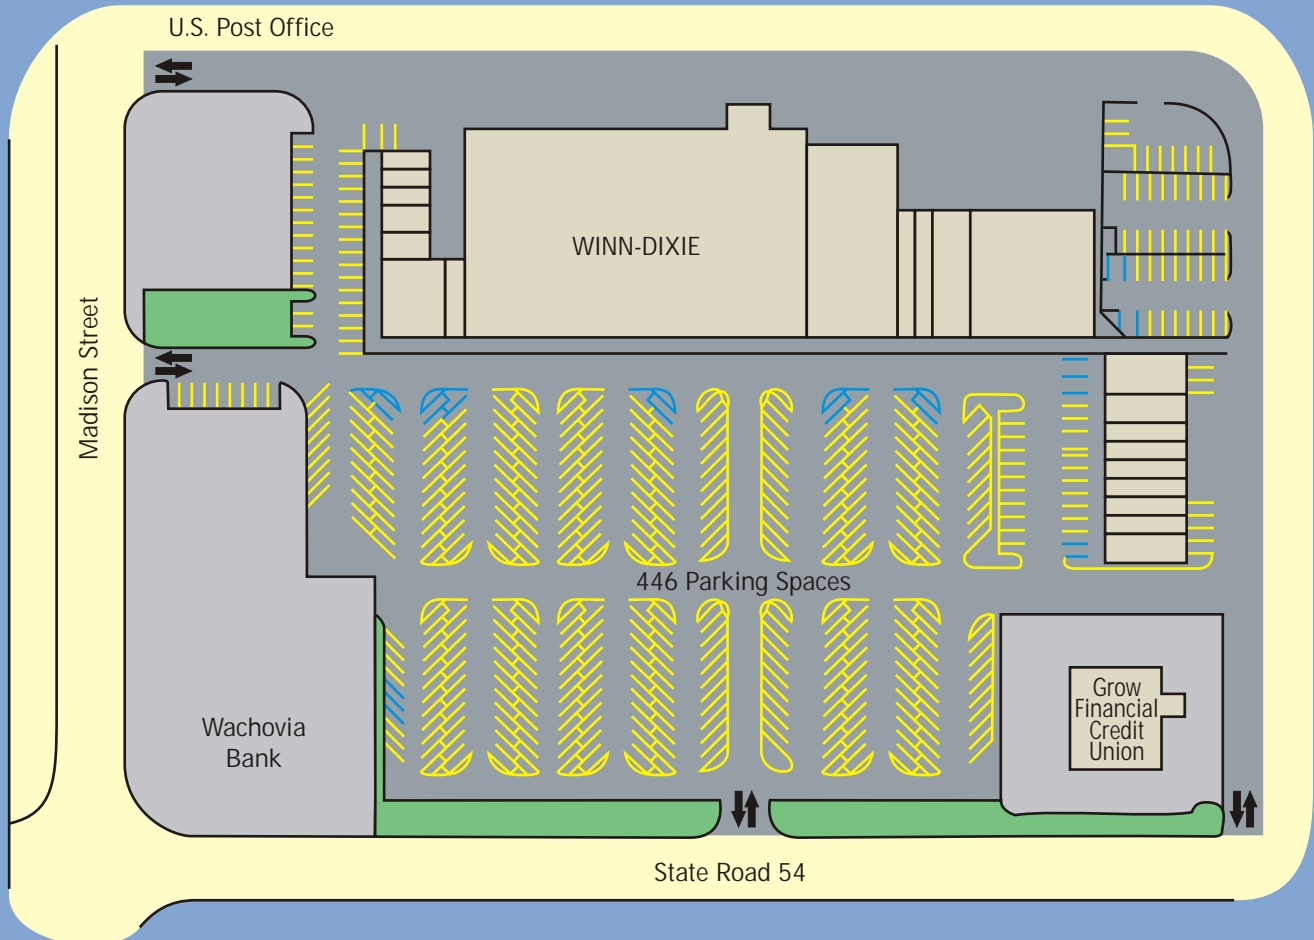 U.S. Post Office
WINN-DIXIE
Madison Street
446 Parking Spaces
Wachovia
Bank
Grow
Financial
Credit
Union
State Road 54